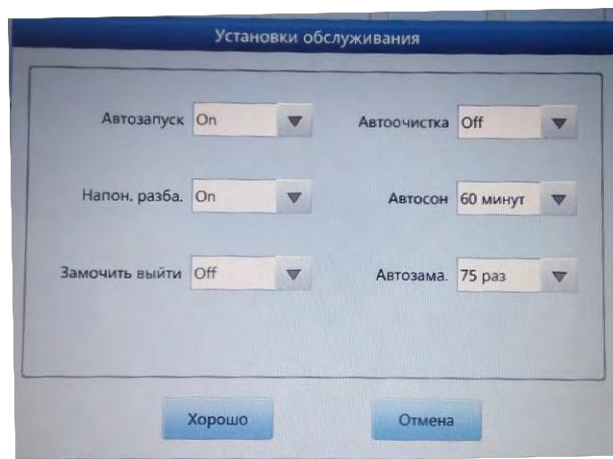 Установки обслуживания
Автозапуск On Автоочистка Off
Напон. разба. On Автосон 60 минут
Замочить выйти Off Автозама. 75 раз
Хорошо Отмена